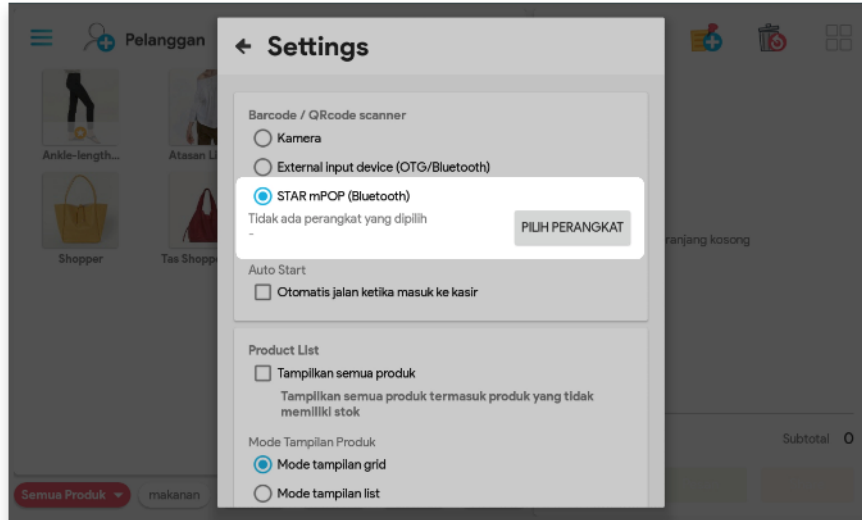 Pelanggan
Ankle-length...
Atasan Li
Shopper
Tas Shopp
Semua Produk
makanan
← Settings
Barcode / QRcode scanner
Kamera
External input device (OTG/Bluetooth)
STAR mPOP (Bluetooth)
Tidak ada perangkat yang dipilih
-
PILIH PERANGKAT
Auto Start
Otomatis jalan ketika masuk ke kasir
Product List
Tampilkan semua produk
Tampilkan semua produk termasuk produk yang tidak
memiliki stok
Mode Tampilan Produk
Mode tampilan grid
Mode tampilan list
ranjang kosong
Subtotal 0